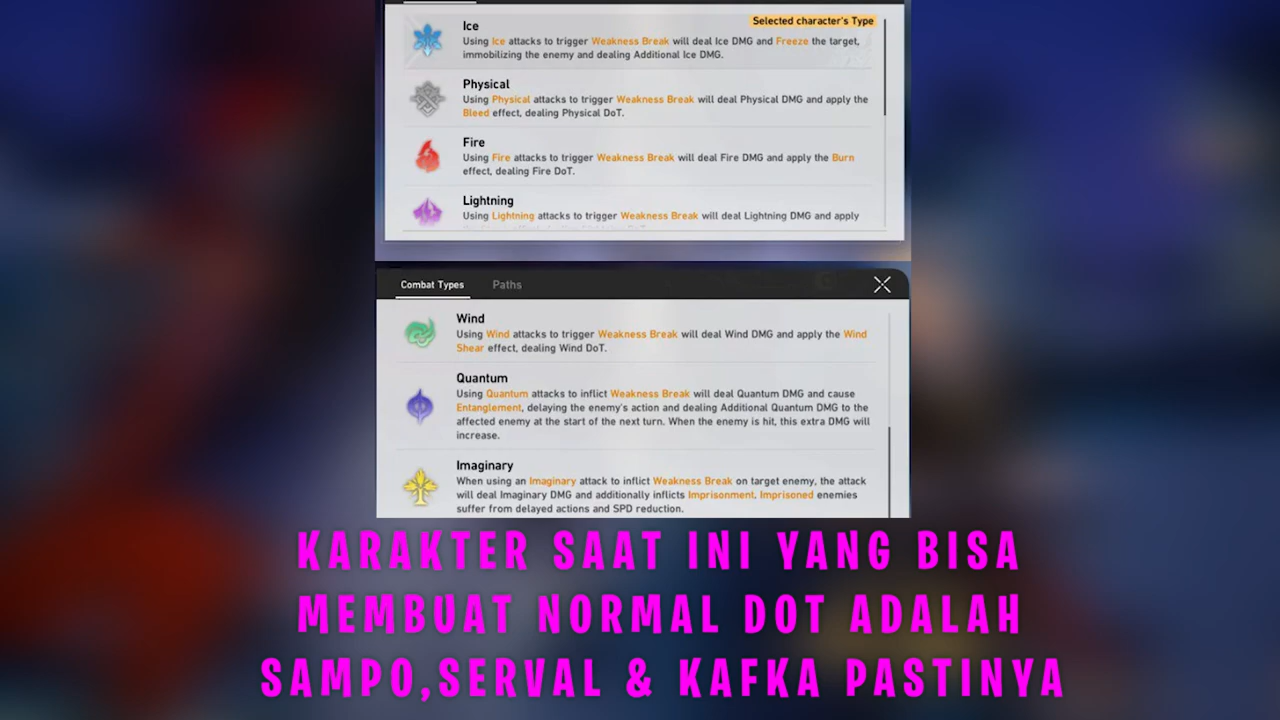 Ice
Selected character's Type
Using Ice attacks to trigger Weakness Break will deal Ice DMG and Freeze the target,
immobilizing the enemy and dealing Additional Ice DMG.
Physical
Using Physical attacks to trigger Weakness Break will deal Physical DMG and apply the
Bleed effect, dealing Physical DoT.
Fire
Using Fire attacks to trigger Weakness Break will deal Fire DMG and apply the Burn
effect, dealing Fire DoT.
Lightning
Using Lightning attacks to trigger Weakness Break will deal Lightning DMG and apply
Combat Types Paths
Wind
Using Wind attacks to trigger Weakness Break will deal Wind DMG and apply the Wind
Shear effect, dealing Wind DoT.
Quantum
Using Quantum attacks to inflict Weakness Break will deal Quantum DMG and cause
Entanglement, delaying the enemy's action and dealing Additional Quantum DMG to the
affected enemy at the start of the next turn. When the enemy is hit, this extra DMG will
increase.
Imaginary
When using an Imaginary attack to inflict Weakness Break on target enemy, the attack
will deal Imaginary DMG and additionally inflicts Imprisonment. Imprisoned enemies
suffer from delayed actions and SPD reduction.
KARAKTER SAAT INI YANG BISA
MEMBUAT NORMAL DOT ADALAH
SAMPO,SERVAL & KAFKA PASTINYA